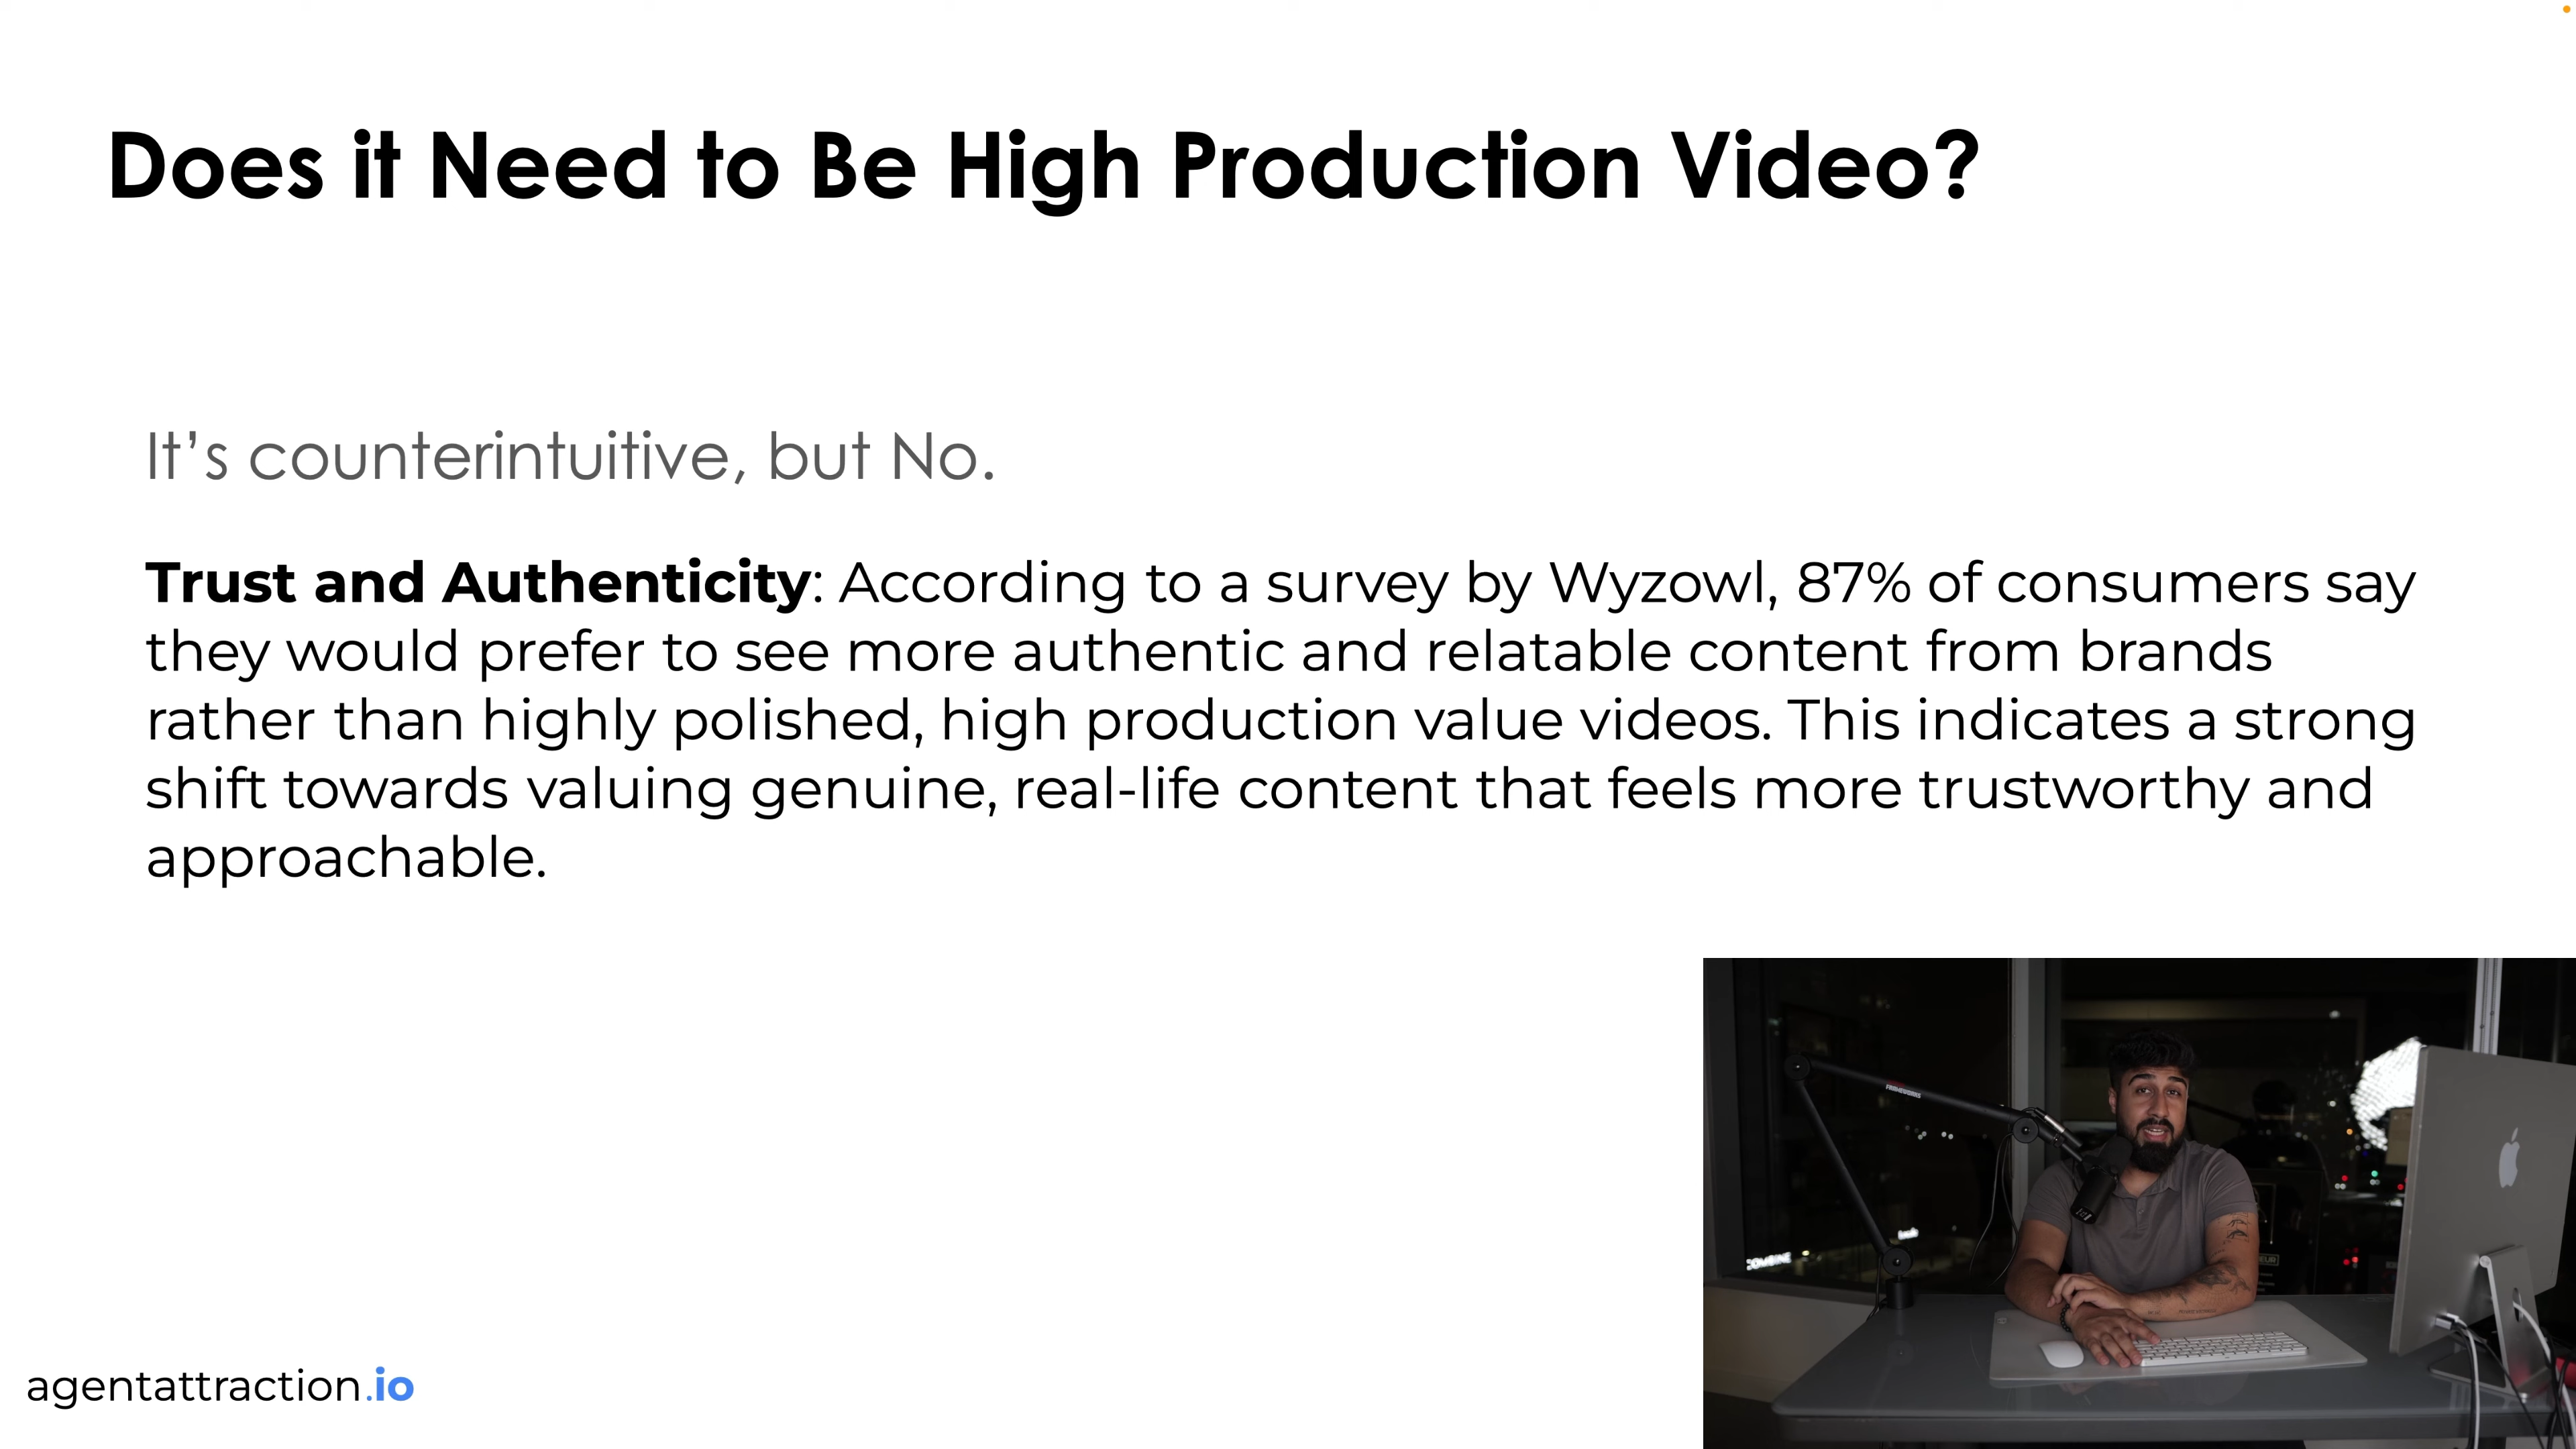 Does it Need to Be High Production Video?
It’s counterintuitive, but No.
Trust and Authenticity: According to a survey by Wyzowl, 87% of consumers say
they would prefer to see more authentic and relatable content from brands
rather than highly polished, high production value videos. This indicates a strong
shift towards valuing genuine, real-life content that feels more trustworthy and
approachable.
agentattraction.io